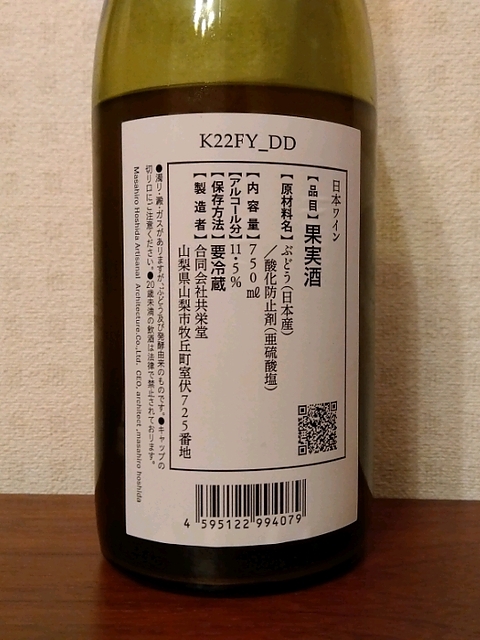 K22FY_DD
日本ワイン
【品目】果実酒
【原材料名】ぶどう(日本産)
／酸化防止剤(亜硫酸塩)
【内容量】750㎖
【アルコール分】11.5%
【保存方法】要冷蔵
【製造者】合同会社共栄堂
山梨県山梨市牧丘町室伏725番地
●濁り・澱・ガスがありますが、ぶどう及び発酵由来のものです。●キャップの
切り口にご注意ください。●20歳未満の飲酒は法律で禁止されております。
Masahiro Hoshida Artisanal Architecture.Co.,Ltd. CEO, architect ,masahiro hoshida
4 595122 994079